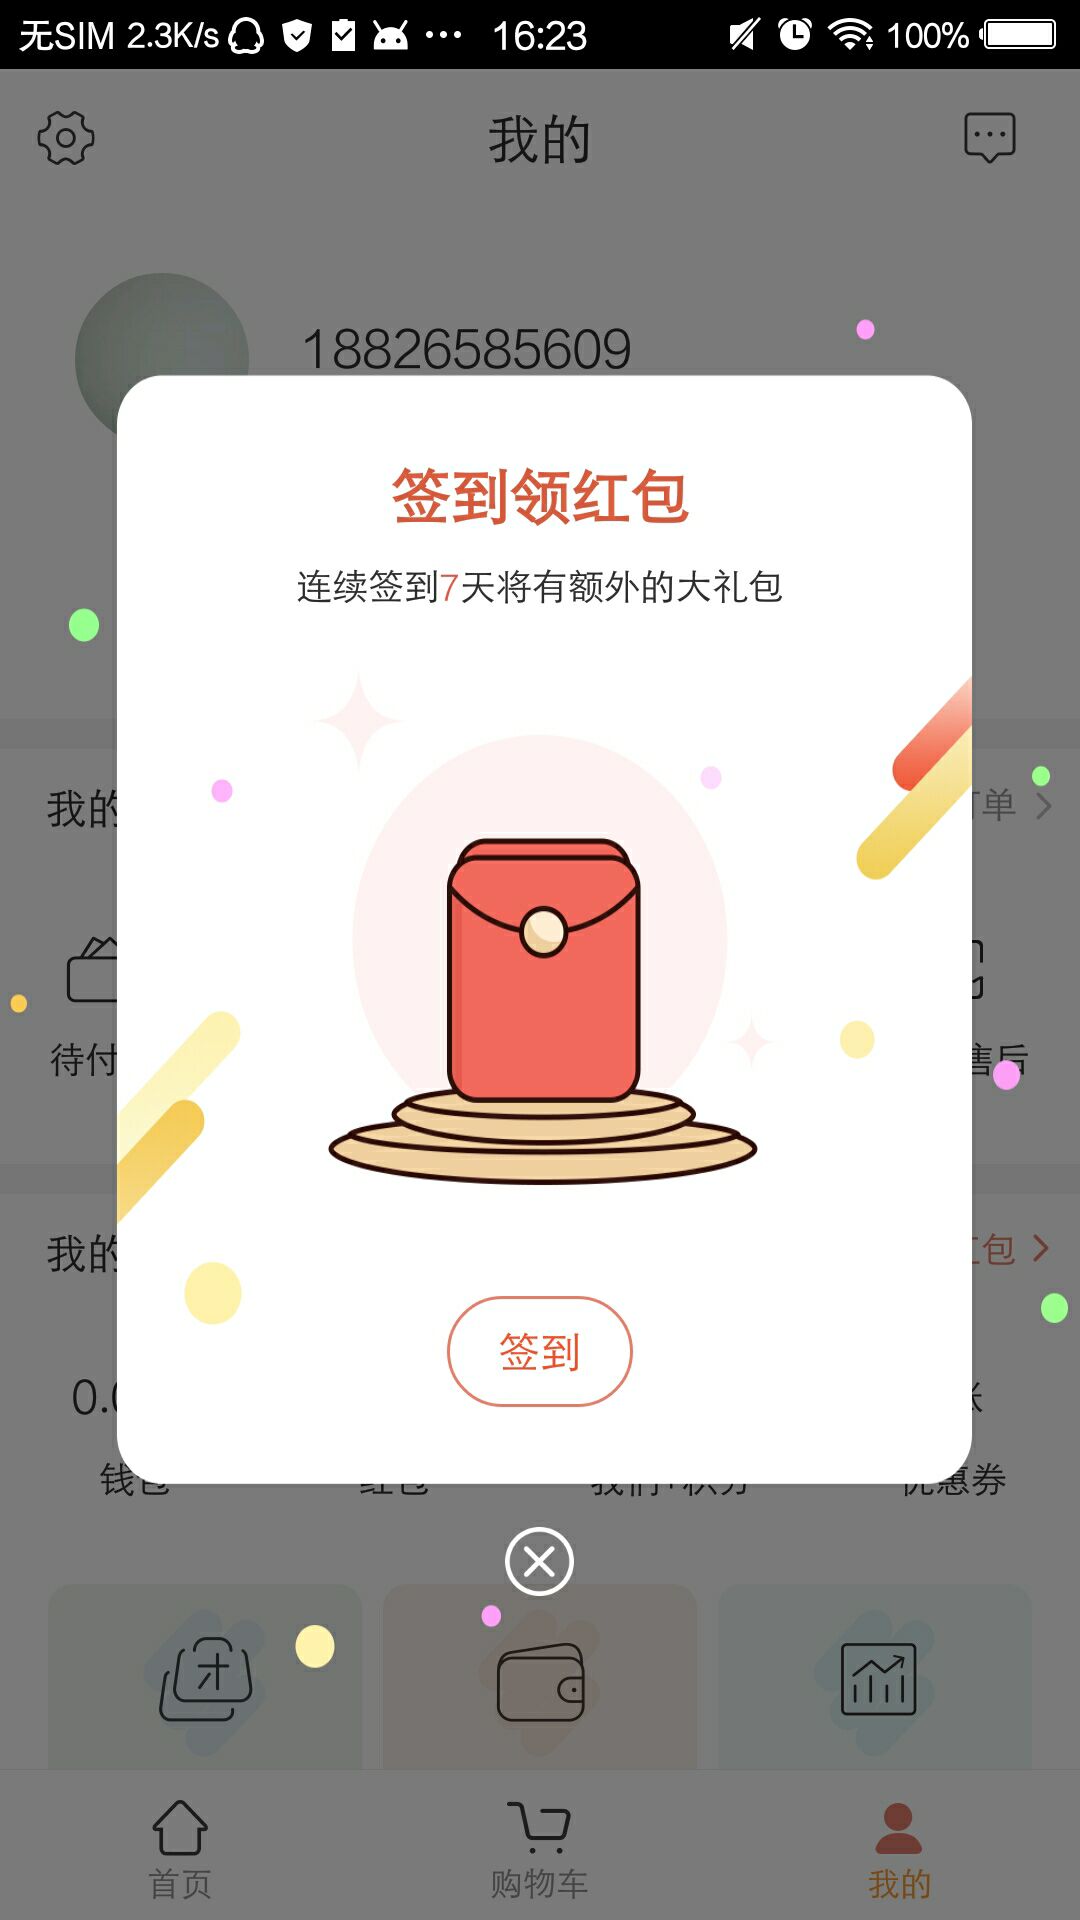 无SIM 2.3K/s 16:23 100%
我的
18826585609
签到领红包
连续签到7天将有额外的大礼包
我的 单
待付 售后
我的 包
签到
0.
钱包 红包 我们+积分 优惠券
首页 购物车 我的